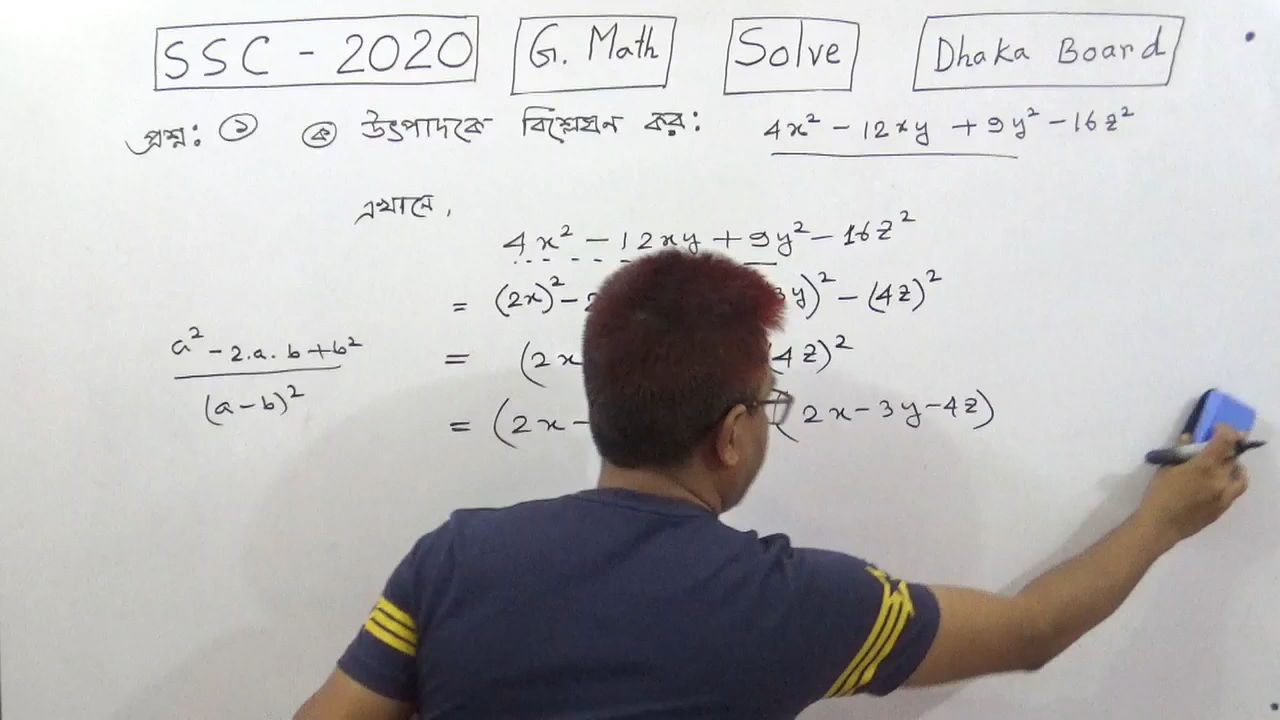 SSC - 2020 G. Math Solve Dhaka Board
প্রশ্ন: ১ ক উৎপাদকে বিশ্লেষন কর: 4x² - 12xy + 9y² - 16z²
এখানে,
4x² - 12xy + 9y² - 16z²
= (2x)² - 2 3y)² - (4z)²
a² - 2.a.b + b²
= (2x 4z)²
(a-b)²
= (2x - (2x - 3y - 4z)